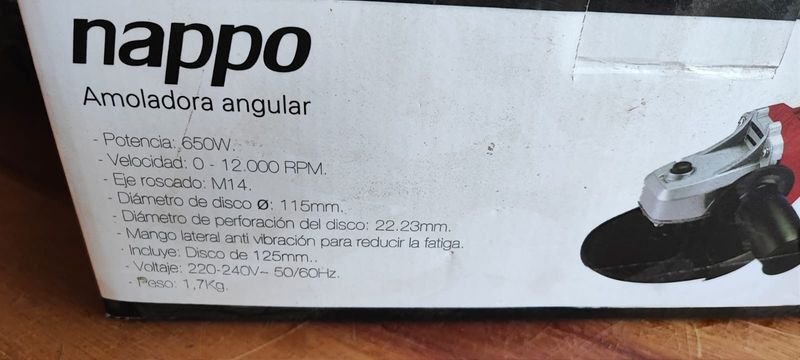 nappo
Amoladora angular
- Potencia: 650W.
- Velocidad: 0 - 12.000 RPM.
- Eje roscado: M14.
- Diámetro de disco ø: 115mm.
- Diámetro de perforación del disco: 22.23mm.
- Mango lateral anti vibración para reducir la fatiga.
- Incluye: Disco de 125mm..
- Voltaje: 220-240V~ 50/60Hz.
- Peso: 1,7Kg.